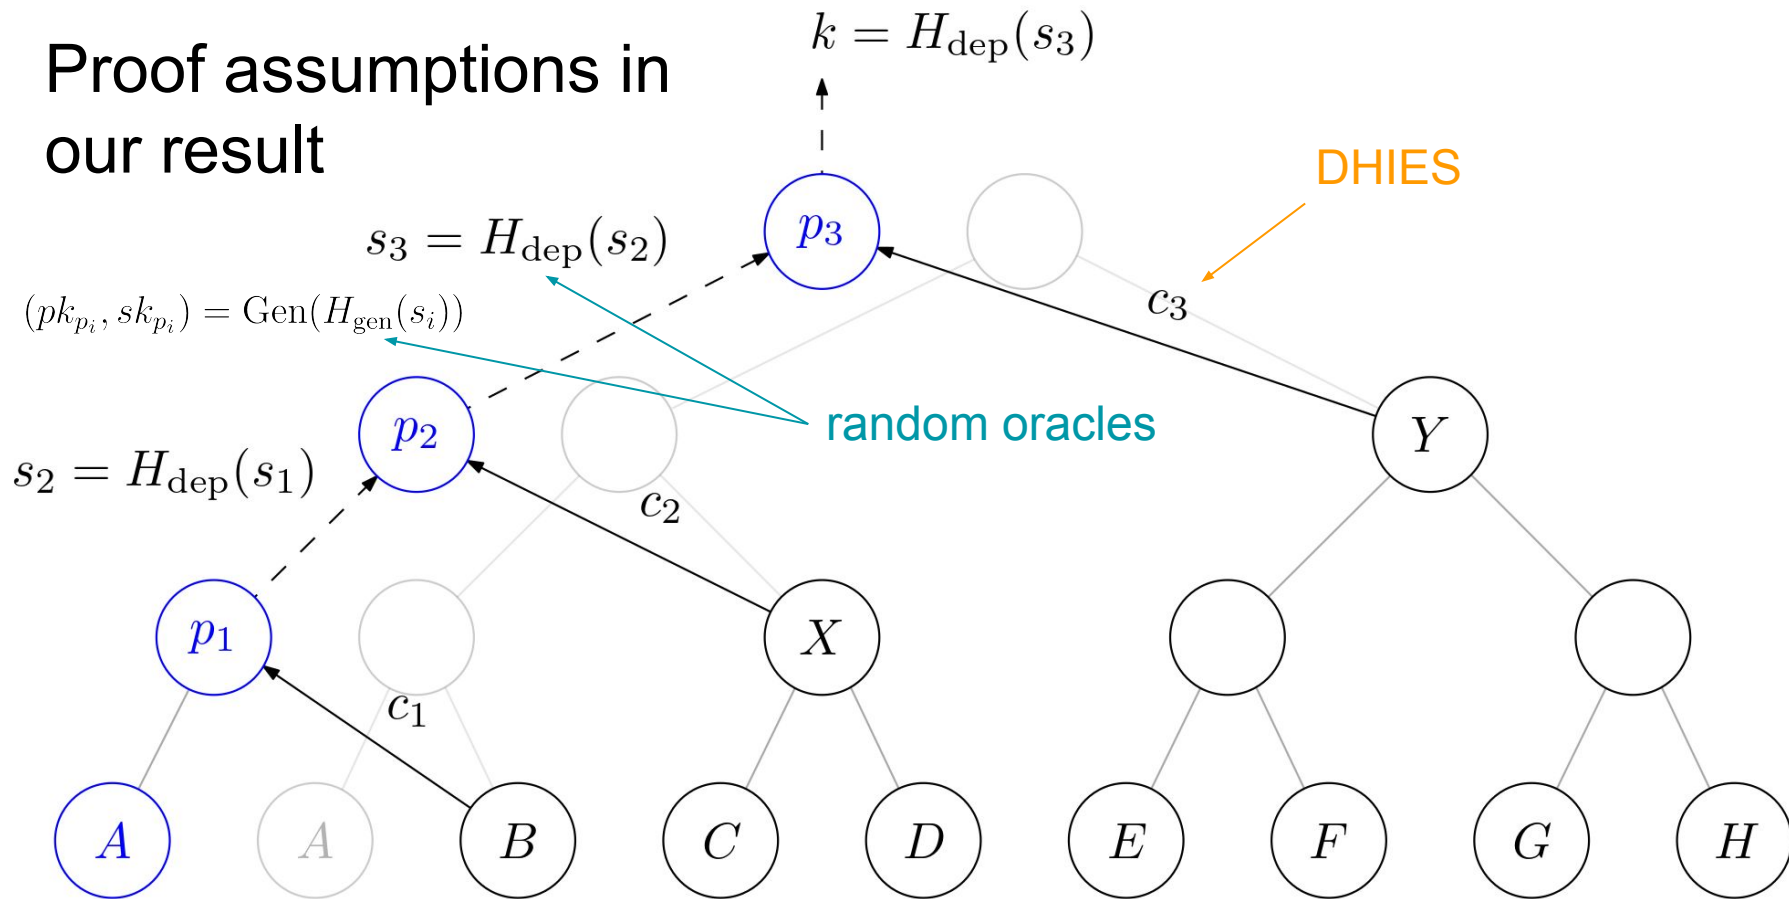 Proof assumptions in
our result
k = H_dep(s_3)
DHIES
p_3
s_3 = H_dep(s_2)
(pk_{p_i}, sk_{p_i}) = Gen(H_gen(s_i))
c_3
random oracles
p_2
Y
s_2 = H_dep(s_1)
c_2
p_1
X
c_1
A A B C D E F G H